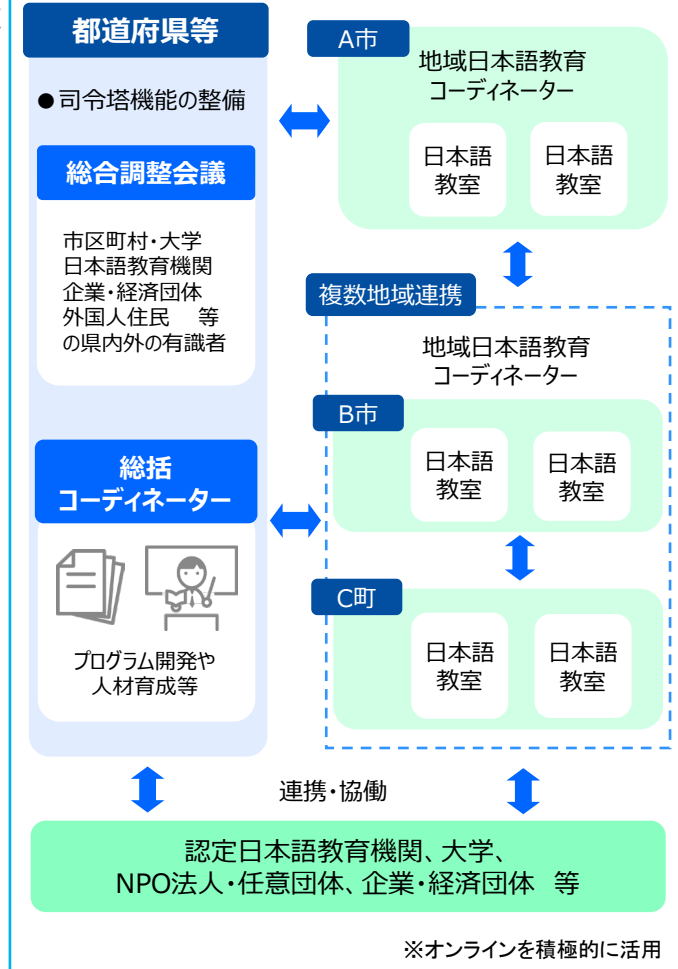 都道府県等
●司令塔機能の整備
総合調整会議
市区町村・大学
日本語教育機関
企業・経済団体
外国人住民　等
の県内外の有識者
総括
コーディネーター
プログラム開発や
人材育成等
A市
地域日本語教育
コーディネーター
日本語
教室
日本語
教室
複数地域連携
地域日本語教育
コーディネーター
B市
日本語
教室
日本語
教室
C町
日本語
教室
日本語
教室
連携・協働
認定日本語教育機関、大学、
NPO法人・任意団体、企業・経済団体　等
※オンラインを積極的に活用